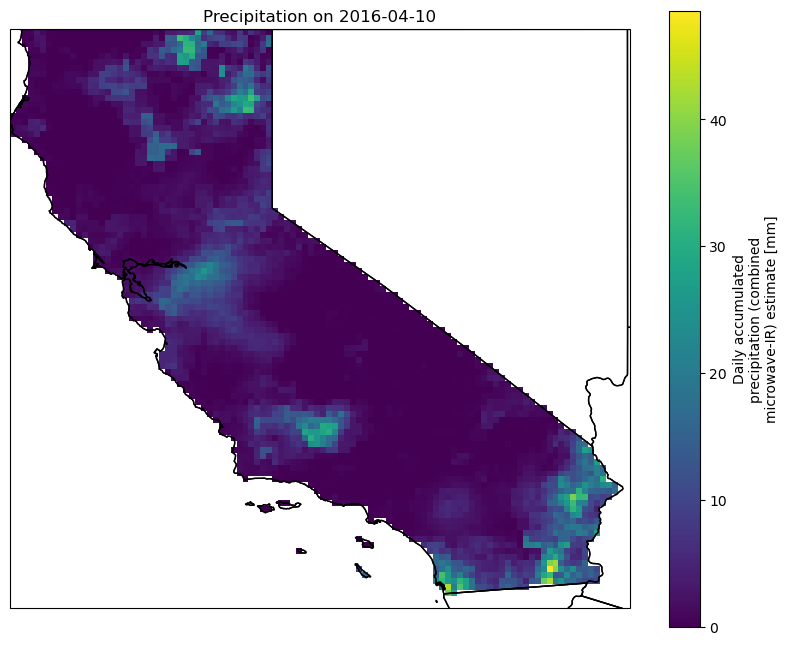 Precipitation on 2016-04-10
40
30
20
10
0
Daily accumulated
precipitation (combined
microwave-IR) estimate [mm]